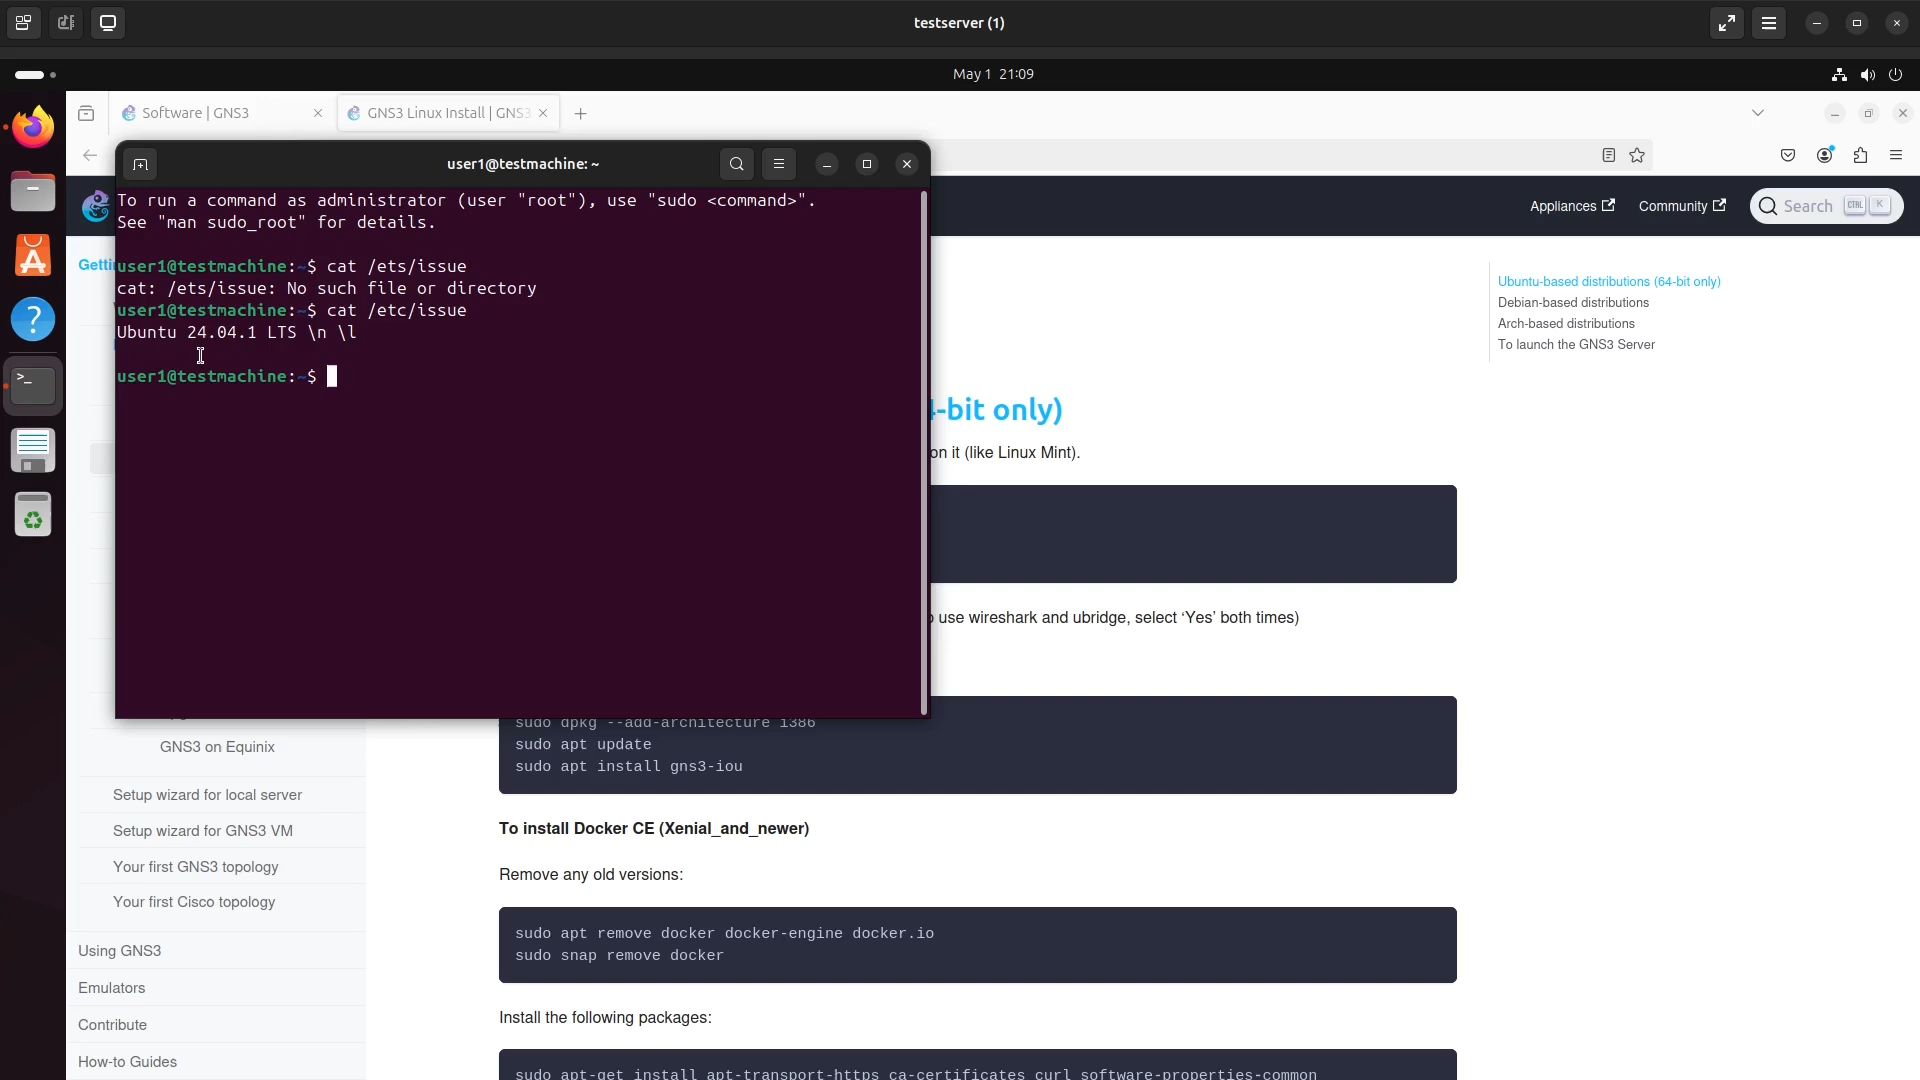 testserver (1)
May 1 21:09
Software | GNS3
GNS3 Linux Install | GNS3
user1@testmachine: ~
To run a command as administrator (user "root"), use "sudo <command>".
See "man sudo_root" for details.
user1@testmachine:~$ cat /ets/issue
cat: /ets/issue: No such file or directory
user1@testmachine:~$ cat /etc/issue
Ubuntu 24.04.1 LTS \n \l
user1@testmachine:~$
Appliances
Community
Search CTRL K
Getti
Ubuntu-based distributions (64-bit only)
Debian-based distributions
Arch-based distributions
To launch the GNS3 Server
-bit only)
on it (like Linux Mint).
use wireshark and ubridge, select ‘Yes’ both times)
sudo dpkg --add-architecture i386
sudo apt update
sudo apt install gns3-iou
To install Docker CE (Xenial_and_newer)
Remove any old versions:
sudo apt remove docker docker-engine docker.io
sudo snap remove docker
Install the following packages:
sudo apt-get install apt-transport-https ca-certificates curl software-properties-common
GNS3 on Equinix
Setup wizard for local server
Setup wizard for GNS3 VM
Your first GNS3 topology
Your first Cisco topology
Using GNS3
Emulators
Contribute
How-to Guides